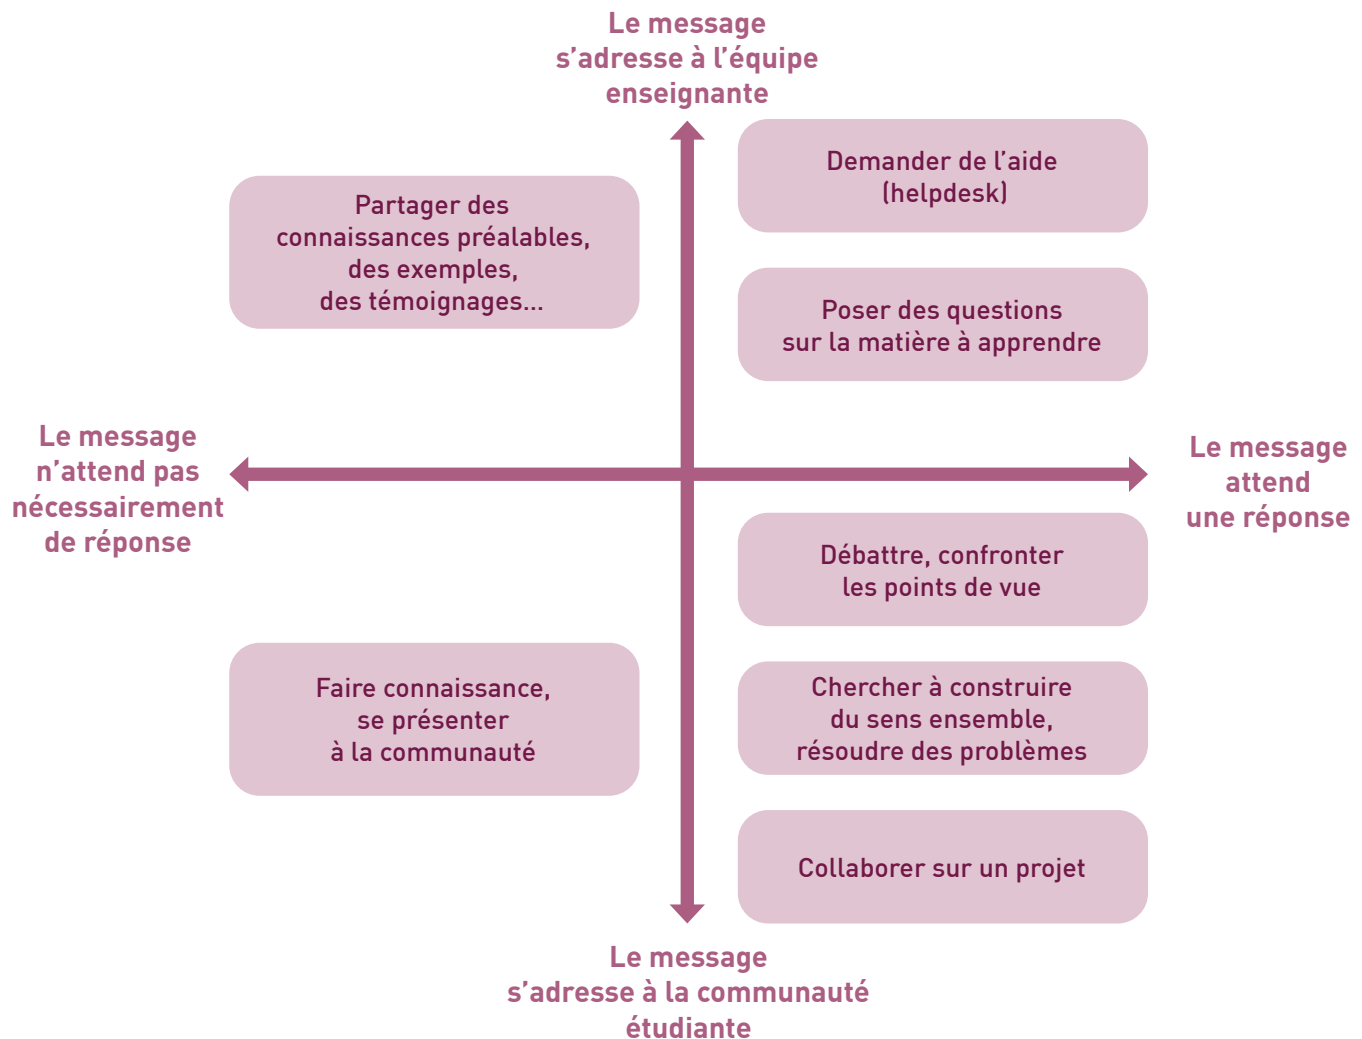 Le message
s’adresse à l’équipe
enseignante
Demander de l’aide
(helpdesk)
Partager des
connaissances préalables,
des exemples,
des témoignages...
Poser des questions
sur la matière à apprendre
Le message
n’attend pas
nécessairement
de réponse
Le message
attend
une réponse
Débattre, confronter
les points de vue
Faire connaissance,
se présenter
à la communauté
Chercher à construire
du sens ensemble,
résoudre des problèmes
Collaborer sur un projet
Le message
s’adresse à la communauté
étudiante